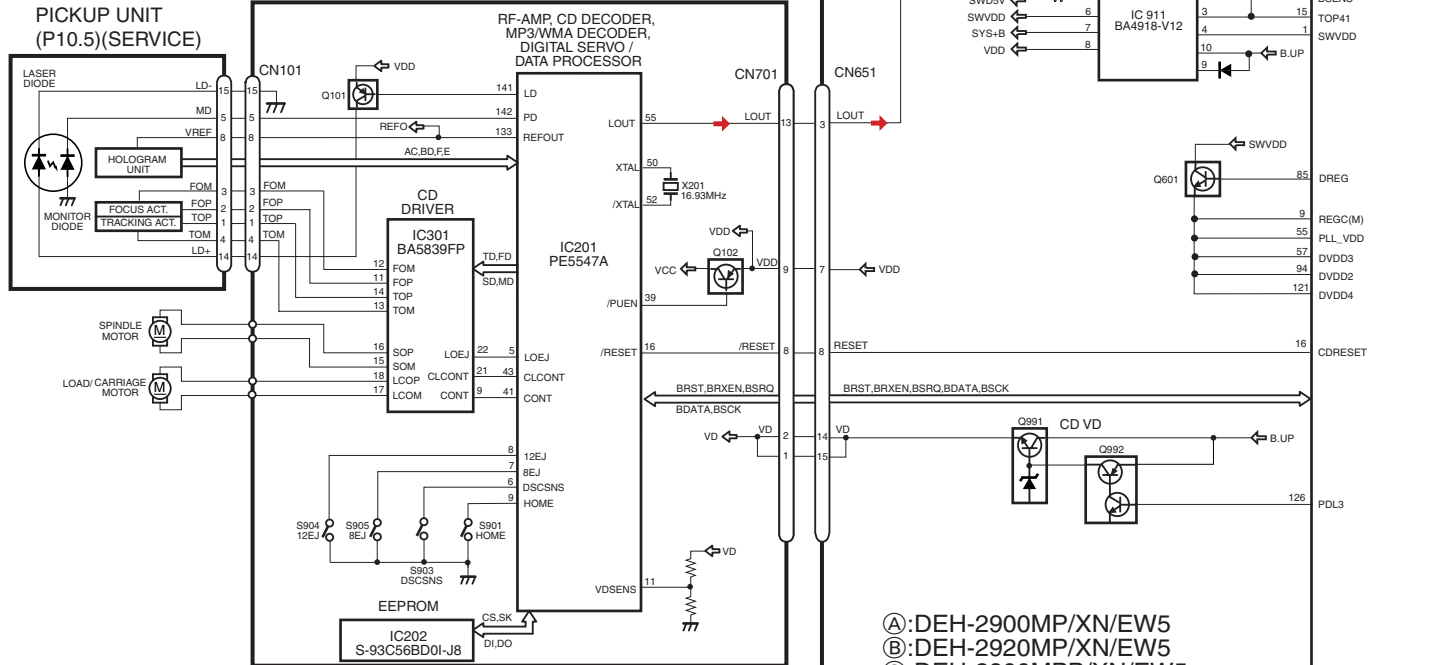 PICKUP UNIT
(P10.5)(SERVICE)
LASER
DIODE
LD-
MD
VREF
HOLOGRAM
UNIT
FOM
FOP
TOP
TOM
LD+
FOCUS ACT.
TRACKING ACT.
MONITOR
DIODE
15
5
8
3
2
1
4
14
CN101
15
5
8
3
2
1
4
14
FOM
FOP
TOP
TOM
SPINDLE
MOTOR
M
LOAD/CARRIAGE
MOTOR
M
VDD
Q101
REFO
AC,BD,F,E
CD
DRIVER
IC301
BA5839FP
12 FOM
11 FOP
14 TOP
13 TOM
16 SOP
15 SOM
18 LCOP
17 LCOM
LOEJ 22
CLCONT 21
CONT 9
TD,FD
SD,MD
RF-AMP, CD DECODER,
MP3/WMA DECODER,
DIGITAL SERVO /
DATA PROCESSOR
IC201
PE5547A
141 LD
142 PD
133 REFOUT
5 LOEJ
43 CLCONT
41 CONT
8 12EJ
7 8EJ
6 DSCSNS
9 HOME
LOUT 55
XTAL 50
/XTAL 52
X201
16.93MHz
/PUEN 39
/RESET 16
VDSENS 11
S904
12EJ
S905
8EJ
S903
DSCSNS
S901
HOME
EEPROM
IC202
S-93C56BD0I-J8
CS,SK
DI,DO
VDD
Q102
VCC
VDD
LOUT
/RESET
BRST,BRXEN,BSRQ
BDATA,BSCK
VD
VD
VD
CN701
13
9
8
2
1
CN651
3
7
8
14
15
LOUT
VDD
RESET
BRST,BRXEN,BSRQ,BDATA,BSCK
VD
Q991
CD VD
Q992
B.UP
SWD5V
SWVDD 6
SYS+B 7
VDD 8
IC 911
BA4918-V12
3
4
10
9
B.UP
15 TOP41
1 SWVDD
SWVDD
Q601
85 DREG
9 REGC(M)
55 PLL_VDD
57 DVDD3
94 DVDD2
121 DVDD4
16 CDRESET
126 PDL3
Ⓐ:DEH-2900MP/XN/EW5
Ⓑ:DEH-2920MP/XN/EW5